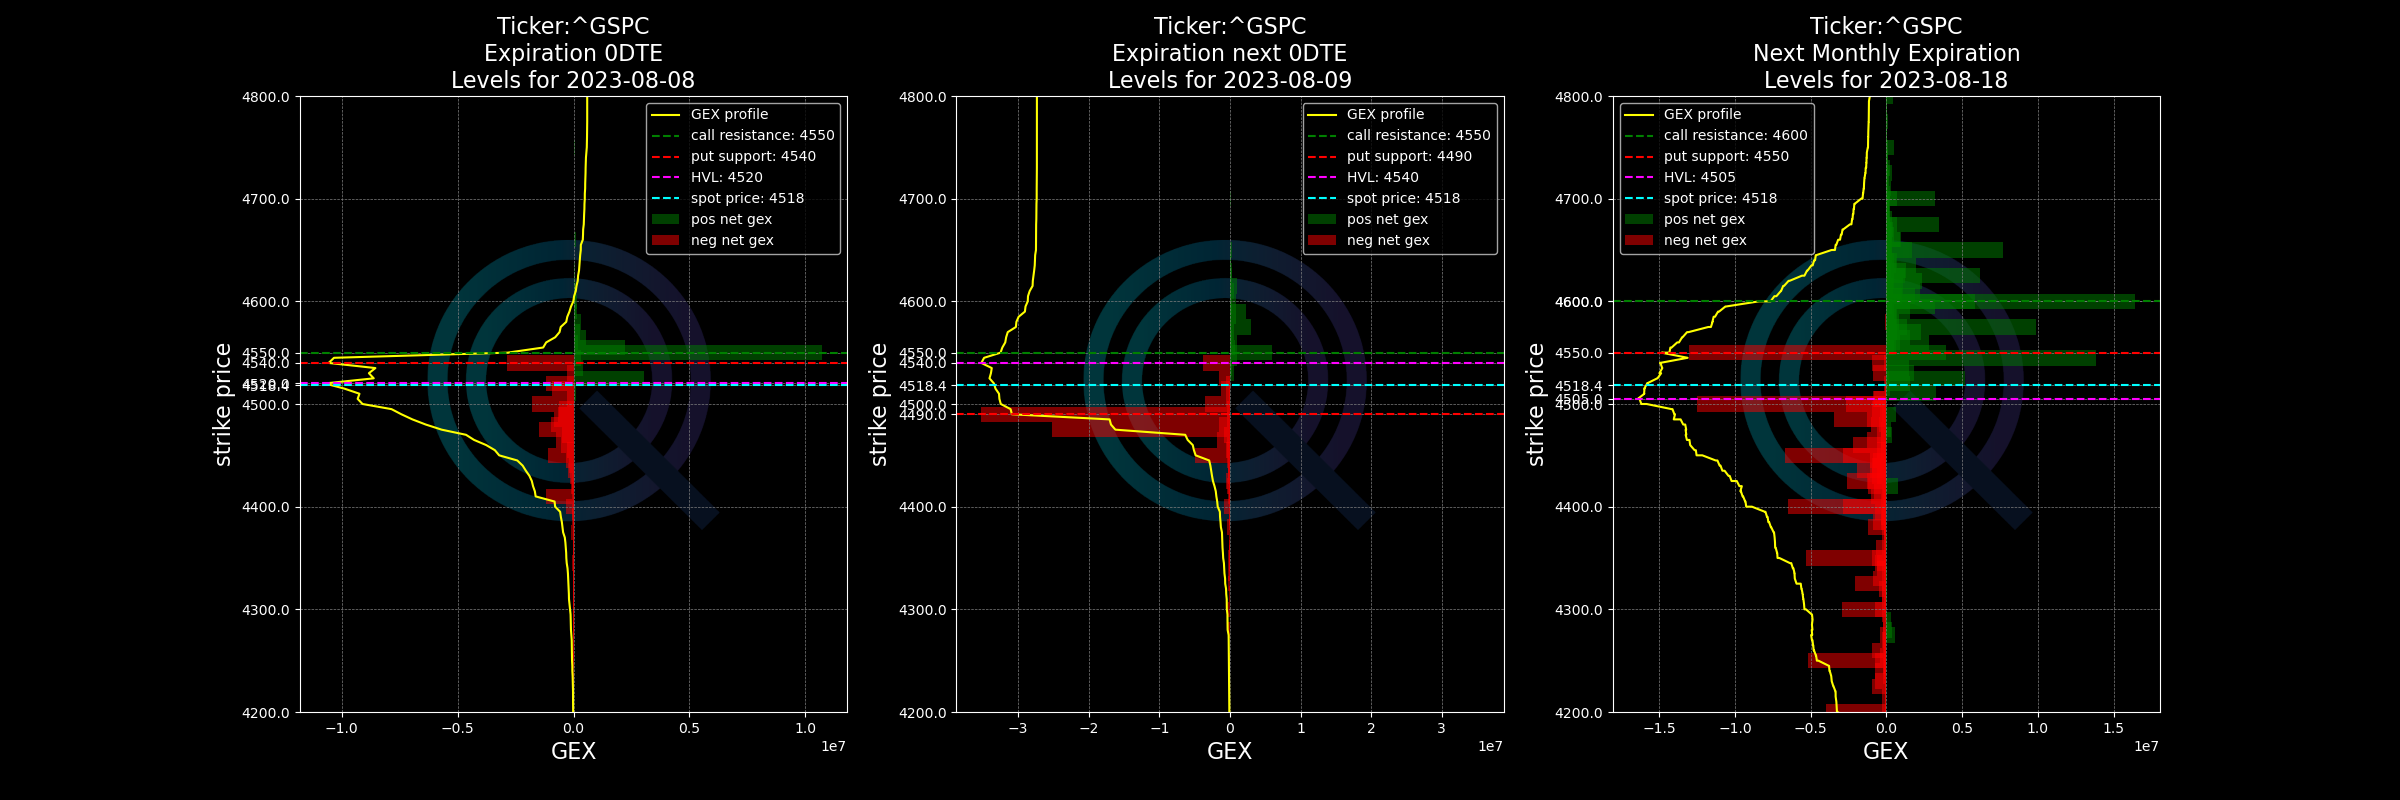 Ticker:^GSPC
Expiration 0DTE
Levels for 2023-08-08
GEX profile
call resistance: 4550
put support: 4540
HVL: 4520
spot price: 4518
pos net gex
neg net gex
4800.0
4700.0
4600.0
4550.0
4540.0
4520.0
4518.4
4500.0
4400.0
4300.0
4200.0
strike price
−1.0 −0.5 0.0 0.5 1.0
1e7
GEX
Ticker:^GSPC
Expiration next 0DTE
Levels for 2023-08-09
GEX profile
call resistance: 4550
put support: 4490
HVL: 4540
spot price: 4518
pos net gex
neg net gex
4800.0
4700.0
4600.0
4550.0
4540.0
4518.4
4500.0
4490.0
4400.0
4300.0
4200.0
strike price
−3 −2 −1 0 1 2 3
1e7
GEX
Ticker:^GSPC
Next Monthly Expiration
Levels for 2023-08-18
GEX profile
call resistance: 4600
put support: 4550
HVL: 4505
spot price: 4518
pos net gex
neg net gex
4800.0
4700.0
4600.0
4550.0
4518.4
4505.0
4500.0
4400.0
4300.0
4200.0
strike price
−1.5 −1.0 −0.5 0.0 0.5 1.0 1.5
1e7
GEX